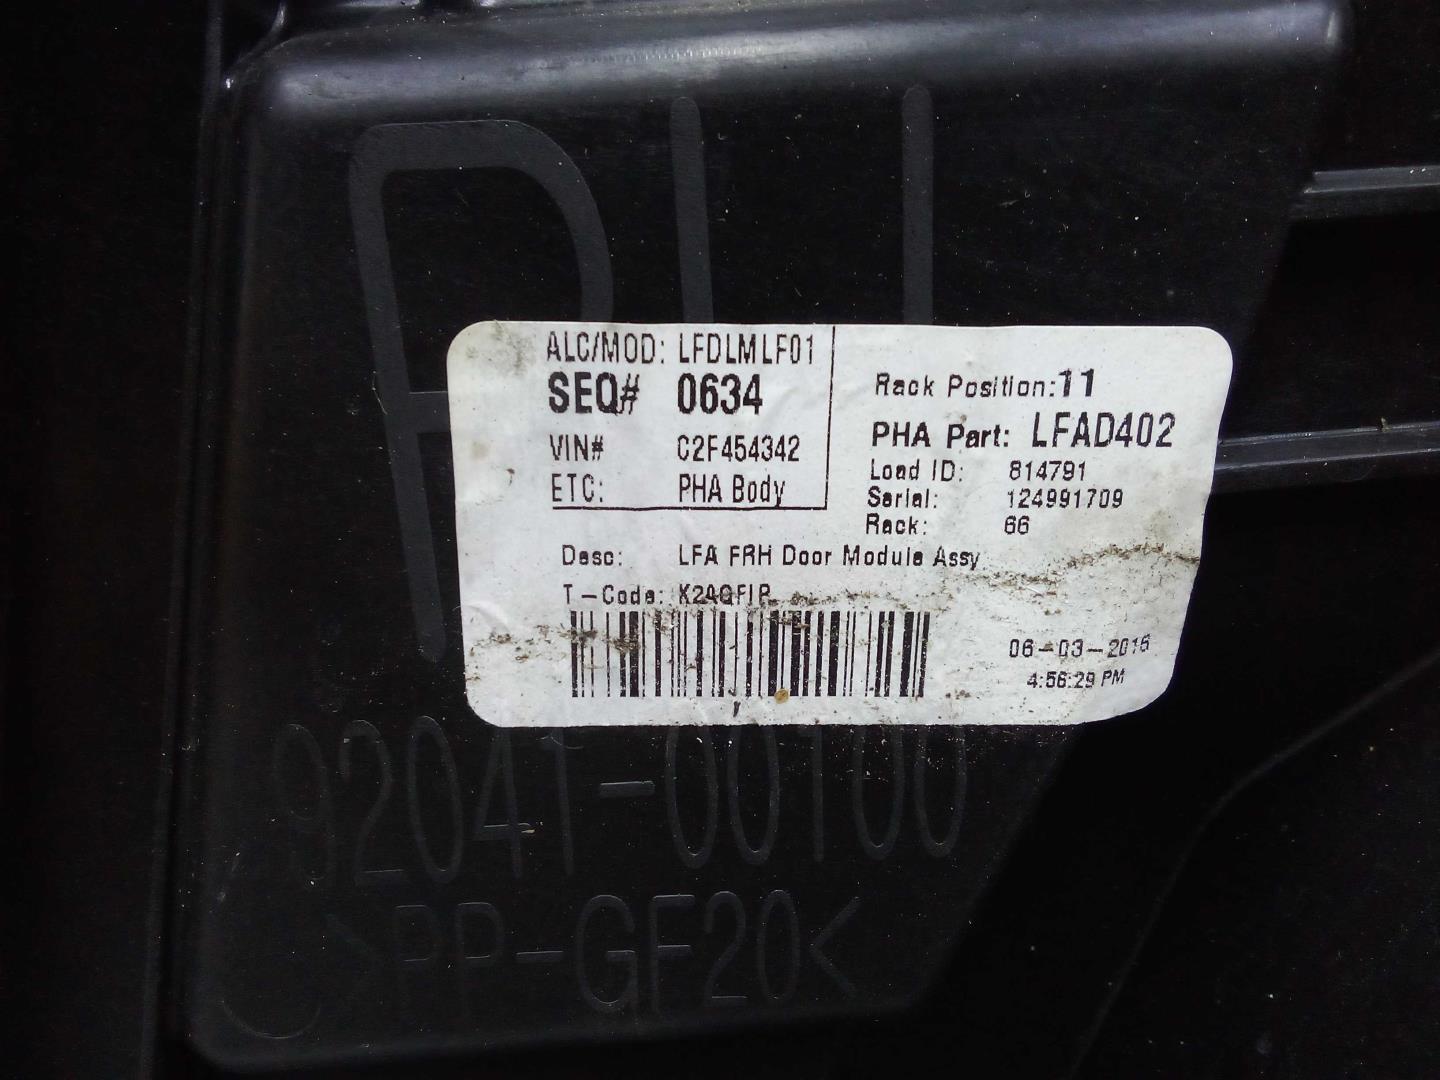 ALC/MOD: LFDLMLF01
SEQ# 0634
VIN# C2F454342
ETC: PHA Body
Rack Position: 11
PHA Part: LFAD402
Load ID: 814791
Serial: 124991709
Rack: 66
Desc: LFA FRH Door Module Assy
T-Code: K2AQFIP
06-03-2016
4:56:29 PM
92041-00100
>PP-GF20<